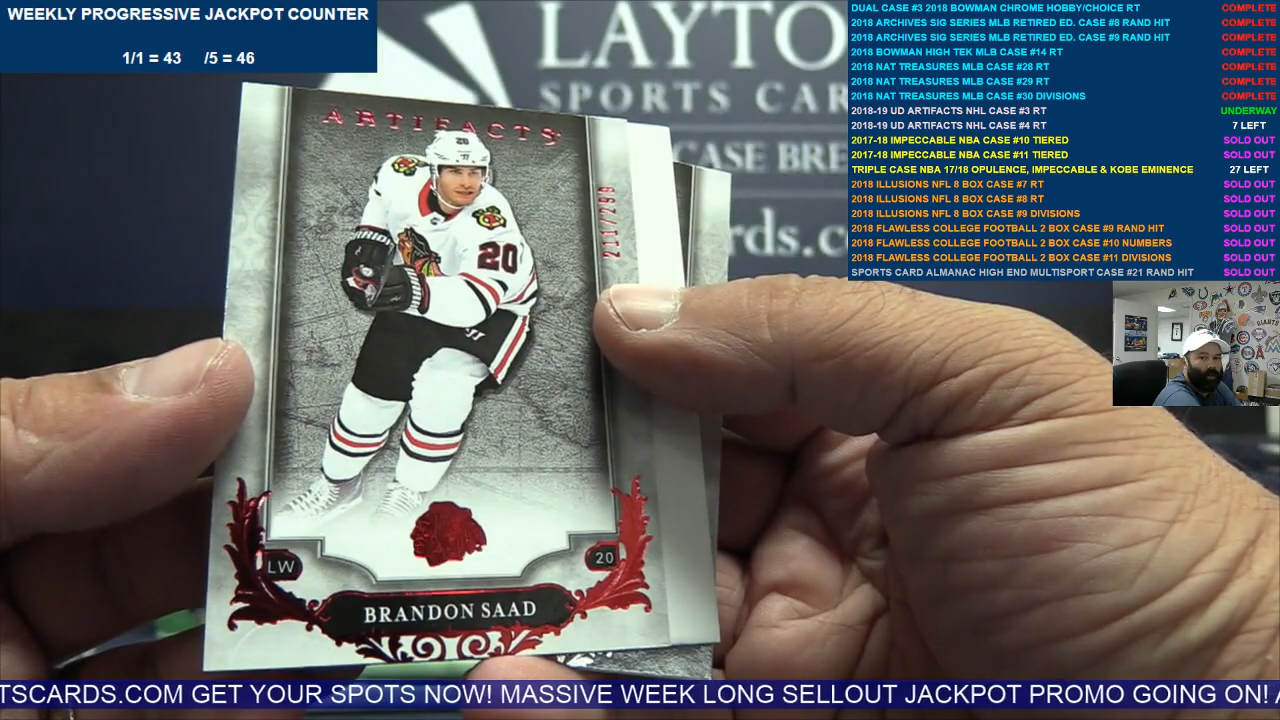 WEEKLY PROGRESSIVE JACKPOT COUNTER
1/1 = 43 /5 = 46
LAYTO
SPORTS CAR
CASE BRE
rds.c
DUAL CASE #3 2018 BOWMAN CHROME HOBBY/CHOICE RT COMPLETE
2018 ARCHIVES SIG SERIES MLB RETIRED ED. CASE #8 RAND HIT COMPLETE
2018 ARCHIVES SIG SERIES MLB RETIRED ED. CASE #9 RAND HIT COMPLETE
2018 BOWMAN HIGH TEK MLB CASE #14 RT COMPLETE
2018 NAT TREASURES MLB CASE #28 RT COMPLETE
2018 NAT TREASURES MLB CASE #29 RT COMPLETE
2018 NAT TREASURES MLB CASE #30 DIVISIONS COMPLETE
2018-19 UD ARTIFACTS NHL CASE #3 RT UNDERWAY
2018-19 UD ARTIFACTS NHL CASE #4 RT 7 LEFT
2017-18 IMPECCABLE NBA CASE #10 TIERED SOLD OUT
2017-18 IMPECCABLE NBA CASE #11 TIERED SOLD OUT
TRIPLE CASE NBA 17/18 OPULENCE, IMPECCABLE & KOBE EMINENCE 27 LEFT
2018 ILLUSIONS NFL 8 BOX CASE #7 RT SOLD OUT
2018 ILLUSIONS NFL 8 BOX CASE #8 RT SOLD OUT
2018 ILLUSIONS NFL 8 BOX CASE #9 DIVISIONS SOLD OUT
2018 FLAWLESS COLLEGE FOOTBALL 2 BOX CASE #9 RAND HIT SOLD OUT
2018 FLAWLESS COLLEGE FOOTBALL 2 BOX CASE #10 NUMBERS SOLD OUT
2018 FLAWLESS COLLEGE FOOTBALL 2 BOX CASE #11 DIVISIONS SOLD OUT
SPORTS CARD ALMANAC HIGH END MULTISPORT CASE #21 RAND HIT SOLD OUT
ARTIFACTS
211/299
20
20
LW
20
BRANDON SAAD
TSCARDS.COM GET YOUR SPOTS NOW! MASSIVE WEEK LONG SELLOUT JACKPOT PROMO GOING ON!